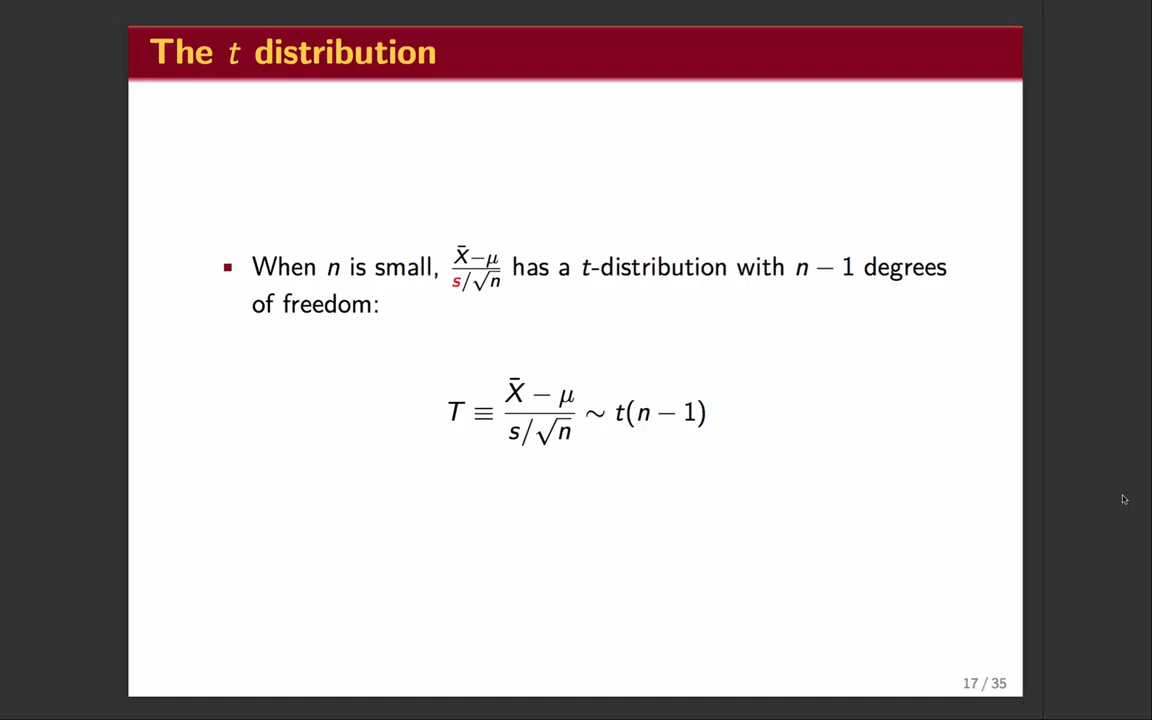 The t distribution
When n is small, X̄−μ / s/√n has a t-distribution with n − 1 degrees
of freedom:
T ≡ X̄ − μ / s/√n ∼ t(n − 1)
17 / 35